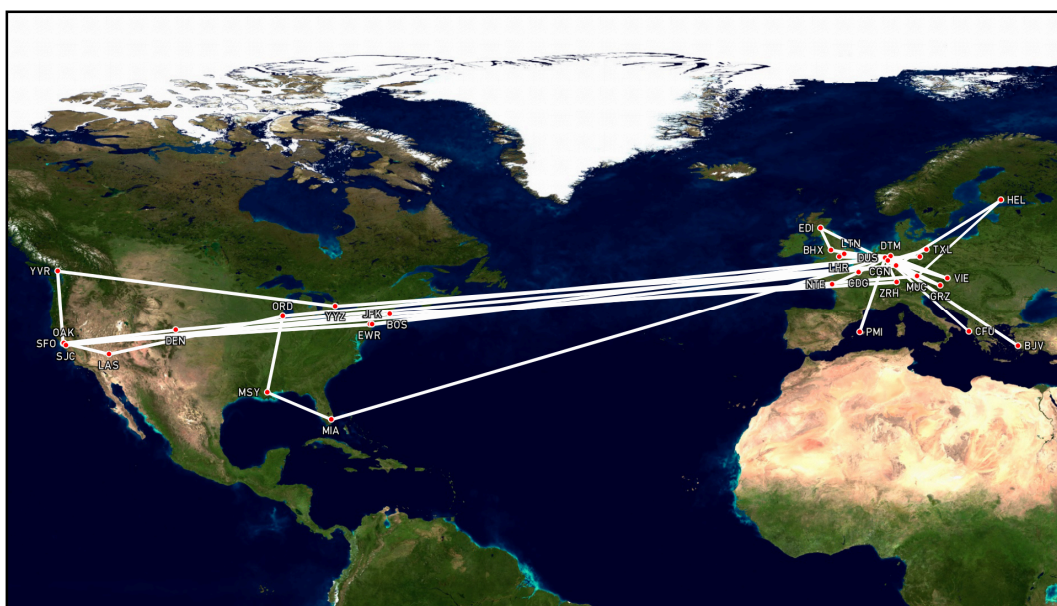 HEL
EDI
BHX
LTN
DTM
TXL
DUS
LHR
CGN
VIE
YVR
NTE
CDG
MUC
GRZ
ZRH
ORD
YYZ
JFK
BOS
OAK
SFO
SJC
DEN
EWR
LAS
PMI
CFU
BJV
MSY
MIA